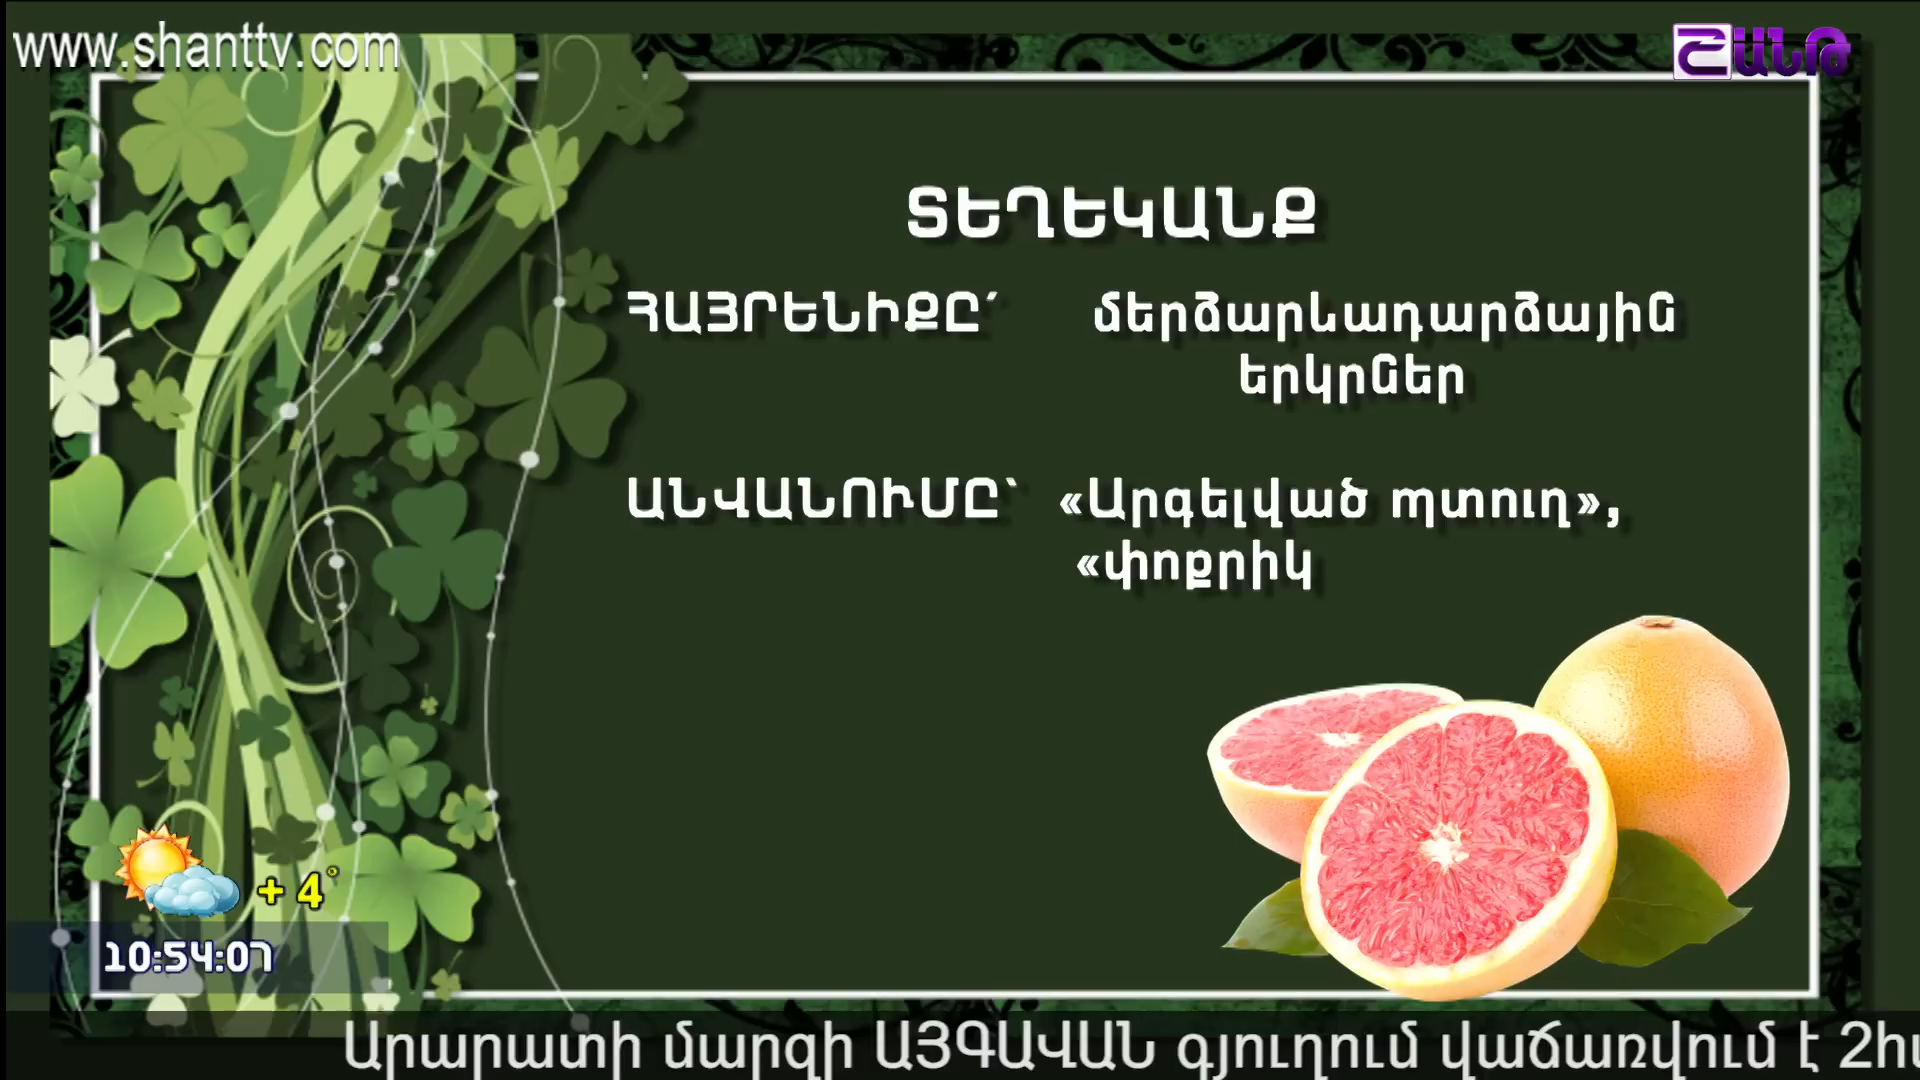 www.shanttv.com
ՇԱՆԹ
ՏԵՂԵԿԱՆՔ
ՀԱՅՐԵՆԻՔԸ՛ մերձարևադարձային
երկրներ
ԱՆՎԱՆՈՒՄԸ՝ «Արգելված պտուղ»,
«փոքրիկ
+ 4°
10:54:07
Արարատի մարզի ԱՅԳԱՎԱՆ գյուղում վաճառվում է